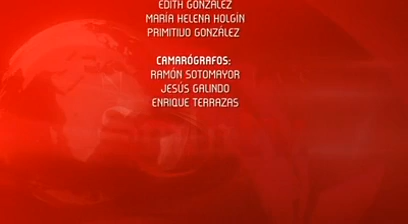 EDITH GONZÁLEZ
MARÍA HELENA HOLGÍN
PRIMITIVO GONZÁLEZ
CAMARÓGRAFOS:
RAMÓN SOTOMAYOR
JESÚS GALINDO
ENRIQUE TERRAZAS